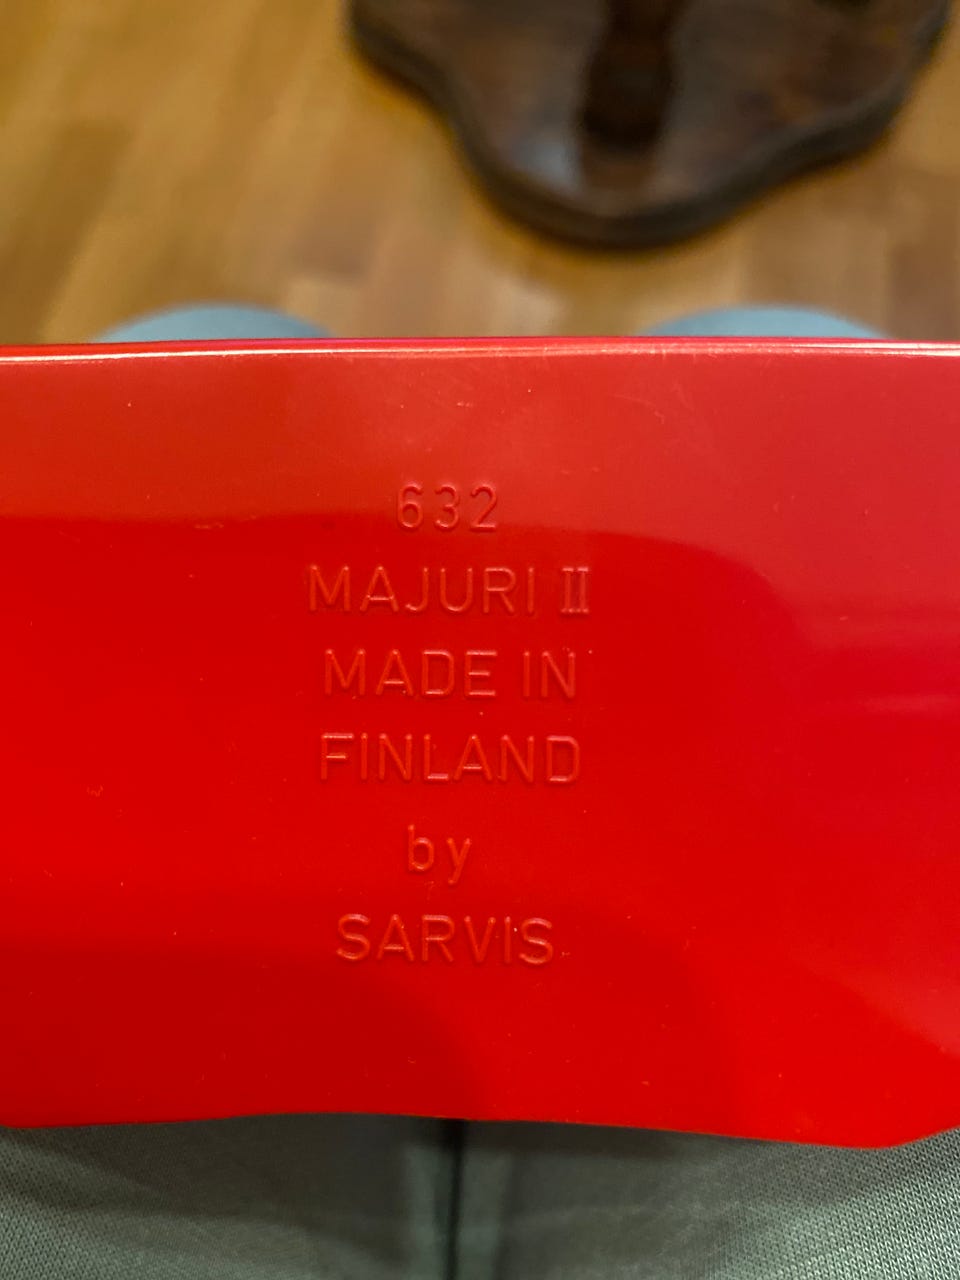 632
MAJURI II
MADE IN
FINLAND
by
SARVIS